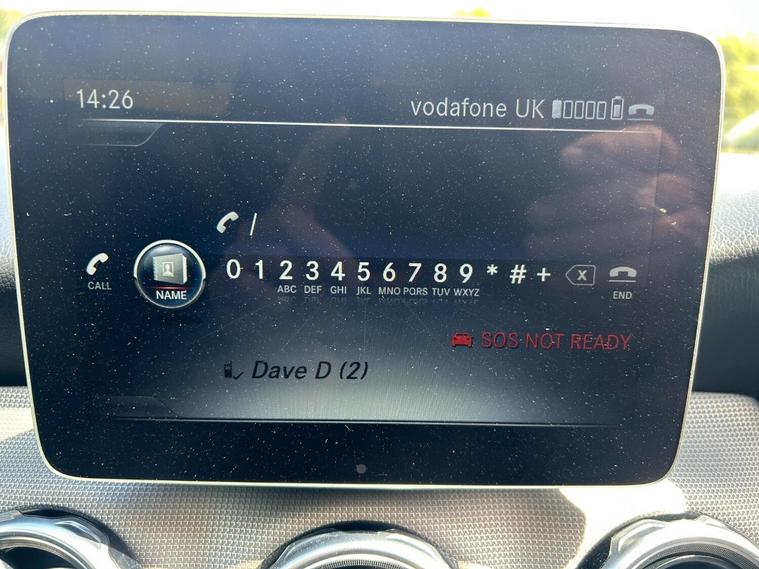 14:26
vodafone UK
/
CALL
NAME
0 1 2 3 4 5 6 7 8 9 * # +
ABC DEF GHI JKL MNO PQRS TUV WXYZ
X
END
SOS NOT READY
Dave D (2)